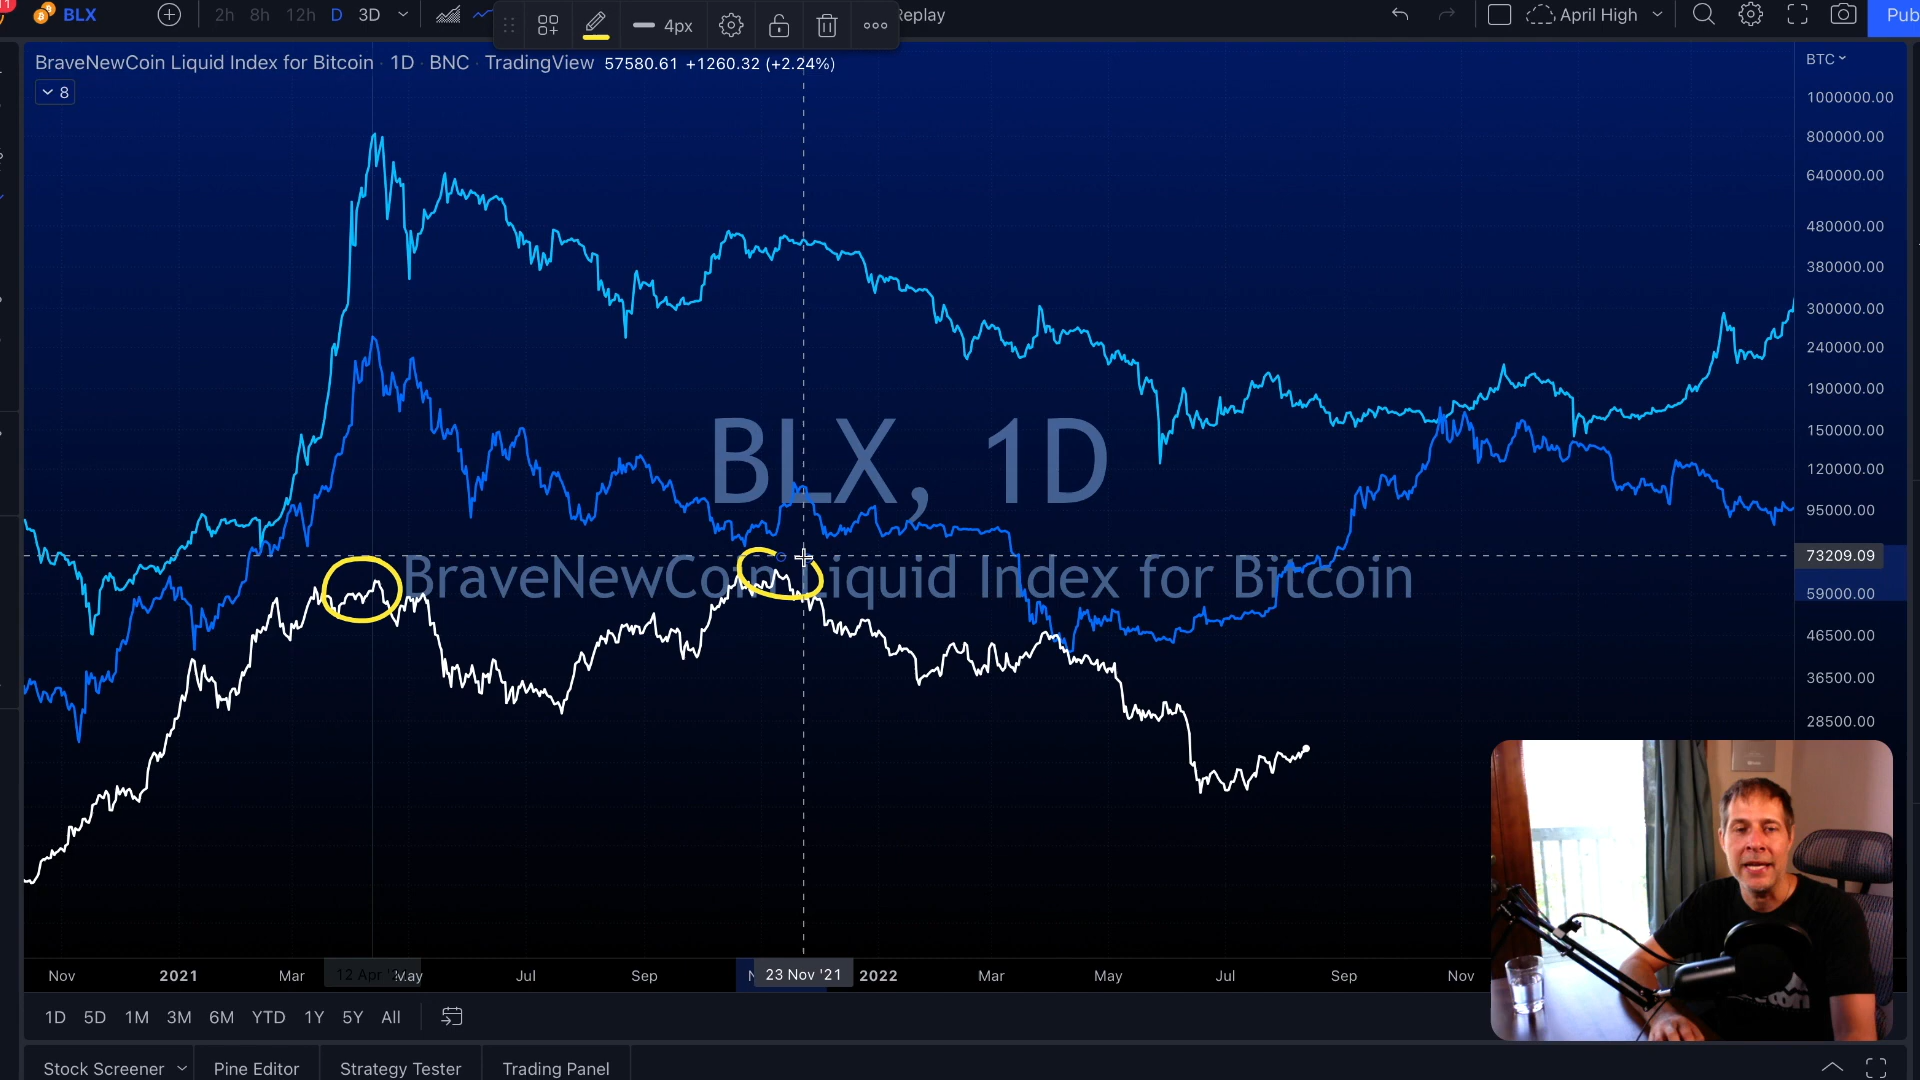 11
BLX
2h 8h 12h D 3D
4px
Replay
April High
Pub
BraveNewCoin Liquid Index for Bitcoin · 1D · BNC · TradingView 57580.61 +1260.32 (+2.24%)
8
BTC
1000000.00
800000.00
640000.00
480000.00
380000.00
300000.00
240000.00
190000.00
150000.00
120000.00
95000.00
73209.09
59000.00
46500.00
36500.00
28500.00
BLX, 1D
BraveNewCoin Liquid Index for Bitcoin
Nov 2021 Mar 12 Apr May Jul Sep 23 Nov '21 2022 Mar May Jul Sep Nov
1D 5D 1M 3M 6M YTD 1Y 5Y All
Stock Screener Pine Editor Strategy Tester Trading Panel